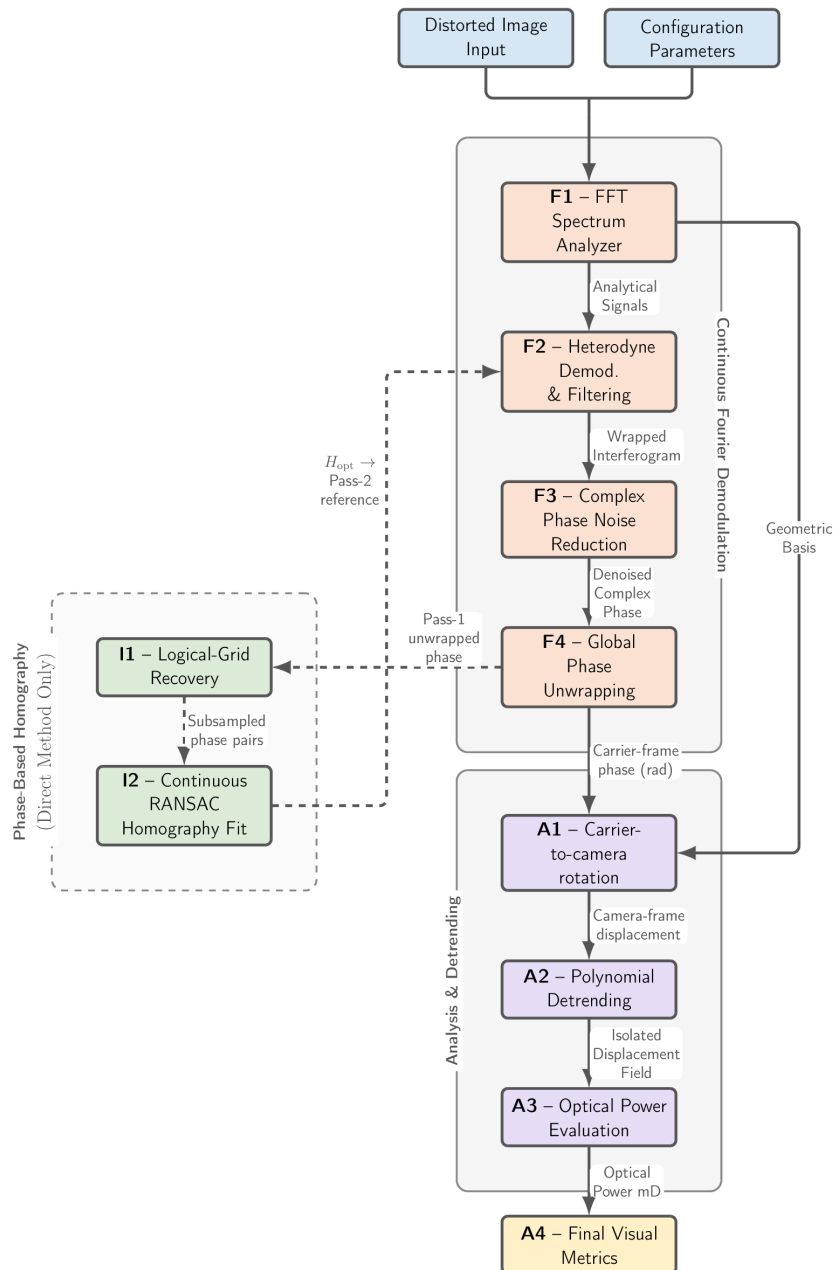 Distorted Image
Input
Configuration
Parameters
F1 – FFT
Spectrum
Analyzer
Analytical
Signals
F2 – Heterodyne
Demod.
& Filtering
Wrapped
Interferogram
F3 – Complex
Phase Noise
Reduction
Denoised
Complex
Phase
F4 – Global
Phase
Unwrapping
Continuous Fourier Demodulation
Geometric
Basis
H_opt →
Pass-2
reference
Pass-1
unwrapped
phase
Phase-Based Homography
(Direct Method Only)
I1 – Logical-Grid
Recovery
Subsampled
phase pairs
I2 – Continuous
RANSAC
Homography Fit
Carrier-frame
phase (rad)
Analysis & Detrending
A1 – Carrier-
to-camera
rotation
Camera-frame
displacement
A2 – Polynomial
Detrending
Isolated
Displacement
Field
A3 – Optical Power
Evaluation
Optical
Power mD
A4 – Final Visual
Metrics